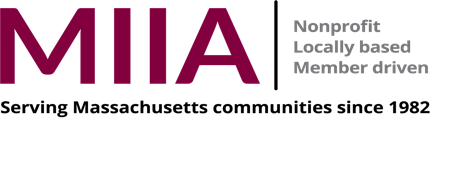 MIIA
Nonprofit
Locally based
Member driven
Serving Massachusetts communities since 1982